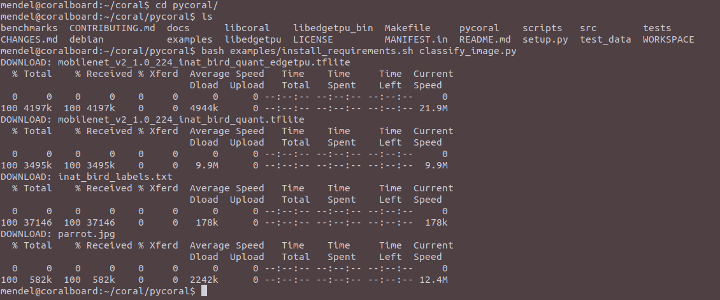 mendel@coralboard:~/coral$ cd pycoral/
mendel@coralboard:~/coral/pycoral$ ls
benchmarks  CONTRIBUTING.md  docs      libcoral   libedgetpu_bin  Makefile     pycoral    scripts   src        tests
CHANGES.md  debian           examples  libedgetpu  LICENSE         MANIFEST.in  README.md  setup.py  test_data  WORKSPACE
mendel@coralboard:~/coral/pycoral$ bash examples/install_requirements.sh classify_image.py
DOWNLOAD: mobilenet_v2_1.0_224_inat_bird_quant_edgetpu.tflite
% Total    % Received % Xferd  Average Speed   Time    Time     Time  Current
Dload  Upload   Total   Spent    Left  Speed
0     0    0     0    0     0      0      0 --:--:-- --:--:-- --:--:--     0
100 4197k  100 4197k    0     0  4944k      0 --:--:-- --:--:-- --:--:-- 21.9M
DOWNLOAD: mobilenet_v2_1.0_224_inat_bird_quant.tflite
% Total    % Received % Xferd  Average Speed   Time    Time     Time  Current
Dload  Upload   Total   Spent    Left  Speed
0     0    0     0    0     0      0      0 --:--:-- --:--:-- --:--:--     0
100 3495k  100 3495k    0     0   9.9M      0 --:--:-- --:--:-- --:--:--  9.9M
DOWNLOAD: inat_bird_labels.txt
% Total    % Received % Xferd  Average Speed   Time    Time     Time  Current
Dload  Upload   Total   Spent    Left  Speed
0     0    0     0    0     0      0      0 --:--:-- --:--:-- --:--:--     0
100 37146  100 37146    0     0   178k      0 --:--:-- --:--:-- --:--:--  178k
DOWNLOAD: parrot.jpg
% Total    % Received % Xferd  Average Speed   Time    Time     Time  Current
Dload  Upload   Total   Spent    Left  Speed
0     0    0     0    0     0      0      0 --:--:-- --:--:-- --:--:--     0
100  582k  100  582k    0     0  2242k      0 --:--:-- --:--:-- --:--:-- 12.4M
mendel@coralboard:~/coral/pycoral$